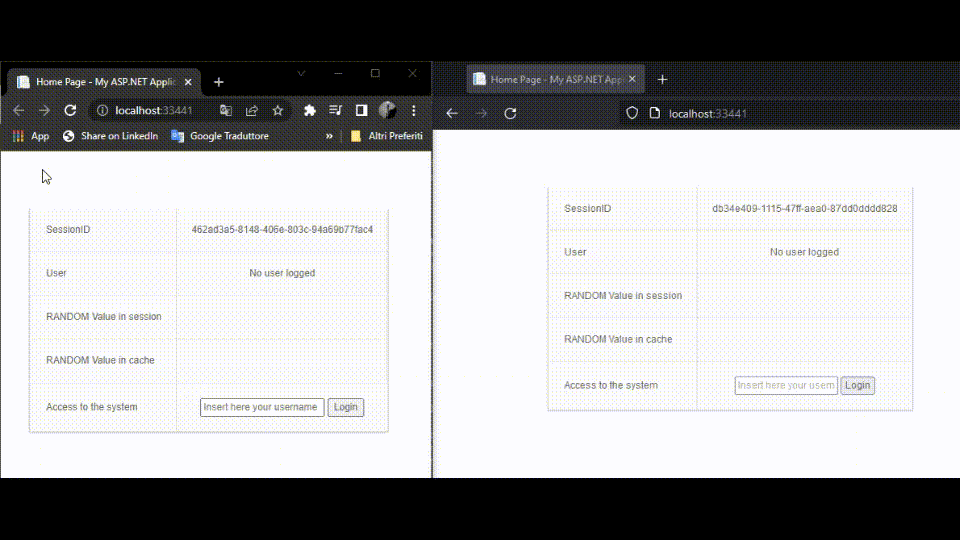 Home Page - My ASP.NET Applic
localhost:33441
App
Share on LinkedIn
Google Traduttore
»
Altri Preferiti
SessionID
462ad3a5-8148-406e-803c-94a69b77fac4
User
No user logged
RANDOM Value in session
RANDOM Value in cache
Access to the system
Insert here your username
Login
Home Page - My ASP.NET Applicati
localhost:33441
SessionID
db34e409-1115-47ff-aea0-87dd0dddd828
User
No user logged
RANDOM Value in session
RANDOM Value in cache
Access to the system
Insert here your usern
Login